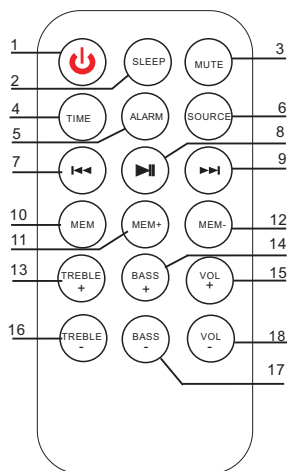 1
2 SLEEP 3
MUTE
4 6
TIME ALARM SOURCE
5 8
7 9
10 MEM MEM+ MEM- 12
11 14
13 TREBLE + BASS + VOL + 15
16 TREBLE - BASS - VOL - 18
17